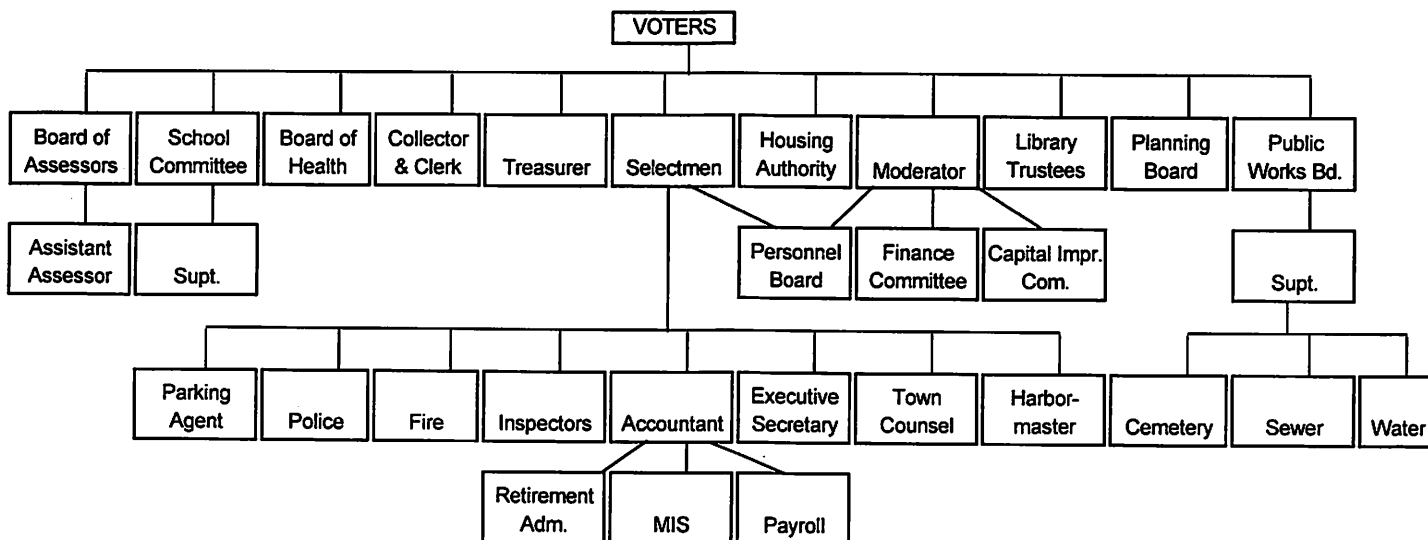 VOTERS
Board of
Assessors
School
Committee
Board of
Health
Collector
& Clerk
Treasurer
Selectmen
Housing
Authority
Moderator
Library
Trustees
Planning
Board
Public
Works Bd.
Assistant
Assessor
Supt.
Personnel
Board
Finance
Committee
Capital Impr.
Com.
Supt.
Parking
Agent
Police
Fire
Inspectors
Accountant
Executive
Secretary
Town
Counsel
Harbor-
master
Cemetery
Sewer
Water
Retirement
Adm.
MIS
Payroll